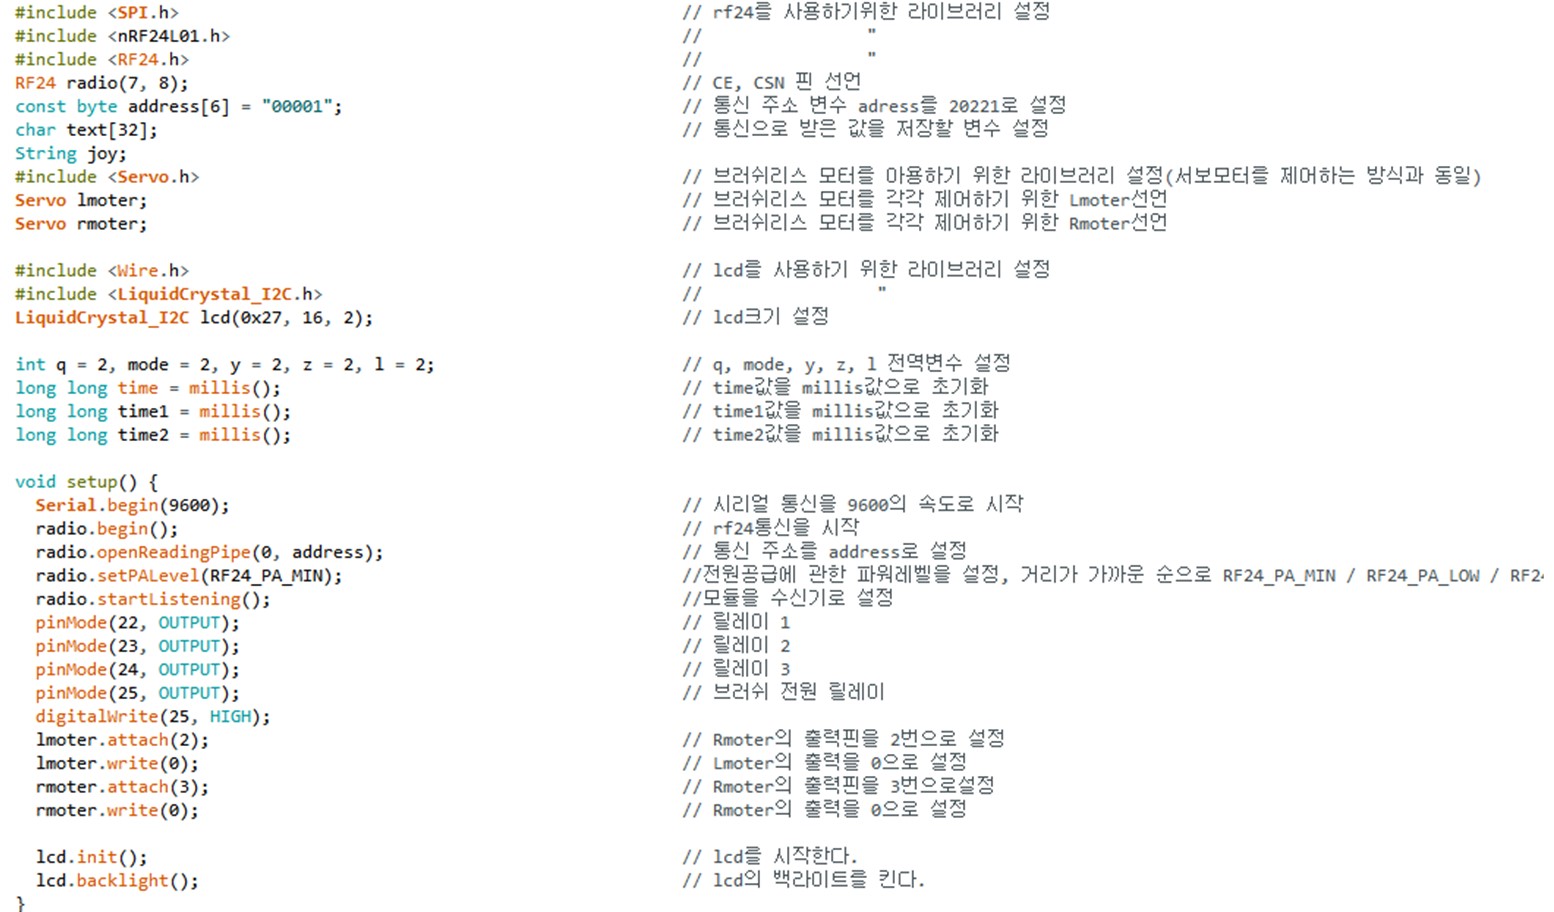 #include <SPI.h> // rf24를 사용하기위한 라이브러리 설정
#include <nRF24L01.h> // "
#include <RF24.h> // "
RF24 radio(7, 8); // CE, CSN 핀 선언
const byte address[6] = "00001"; // 통신 주소 변수 adress를 20221로 설정
char text[32]; // 통신으로 받은 값을 저장할 변수 설정
String joy;
#include <Servo.h> // 브러쉬리스 모터를 아용하기 위한 라이브러리 설정(서보모터를 제어하는 방식과 동일)
Servo lmoter; // 브러쉬리스 모터를 각각 제어하기 위한 Lmoter선언
Servo rmoter; // 브러쉬리스 모터를 각각 제어하기 위한 Rmoter선언
#include <Wire.h> // lcd를 사용하기 위한 라이브러리 설정
#include <LiquidCrystal_I2C.h> // "
LiquidCrystal_I2C lcd(0x27, 16, 2); // lcd크기 설정
int q = 2, mode = 2, y = 2, z = 2, l = 2; // q, mode, y, z, l 전역변수 설정
long long time = millis(); // time값을 millis값으로 초기화
long long time1 = millis(); // time1값을 millis값으로 초기화
long long time2 = millis(); // time2값을 millis값으로 초기화
void setup() {
Serial.begin(9600); // 시리얼 통신을 9600의 속도로 시작
radio.begin(); // rf24통신을 시작
radio.openReadingPipe(0, address); // 통신 주소를 address로 설정
radio.setPALevel(RF24_PA_MIN); //전원공급에 관한 파워레벨을 설정, 거리가 가까운 순으로 RF24_PA_MIN / RF24_PA_LOW / RF24
radio.startListening(); //모듈을 수신기로 설정
pinMode(22, OUTPUT); // 릴레이 1
pinMode(23, OUTPUT); // 릴레이 2
pinMode(24, OUTPUT); // 릴레이 3
pinMode(25, OUTPUT); // 브러쉬 전원 릴레이
digitalWrite(25, HIGH);
lmoter.attach(2); // Rmoter의 출력핀을 2번으로 설정
lmoter.write(0); // Lmoter의 출력을 0으로 설정
rmoter.attach(3); // Rmoter의 출력핀을 3번으로설정
rmoter.write(0); // Rmoter의 출력을 0으로 설정
lcd.init(); // lcd를 시작한다.
lcd.backlight(); // lcd의 백라이트를 킨다.
}